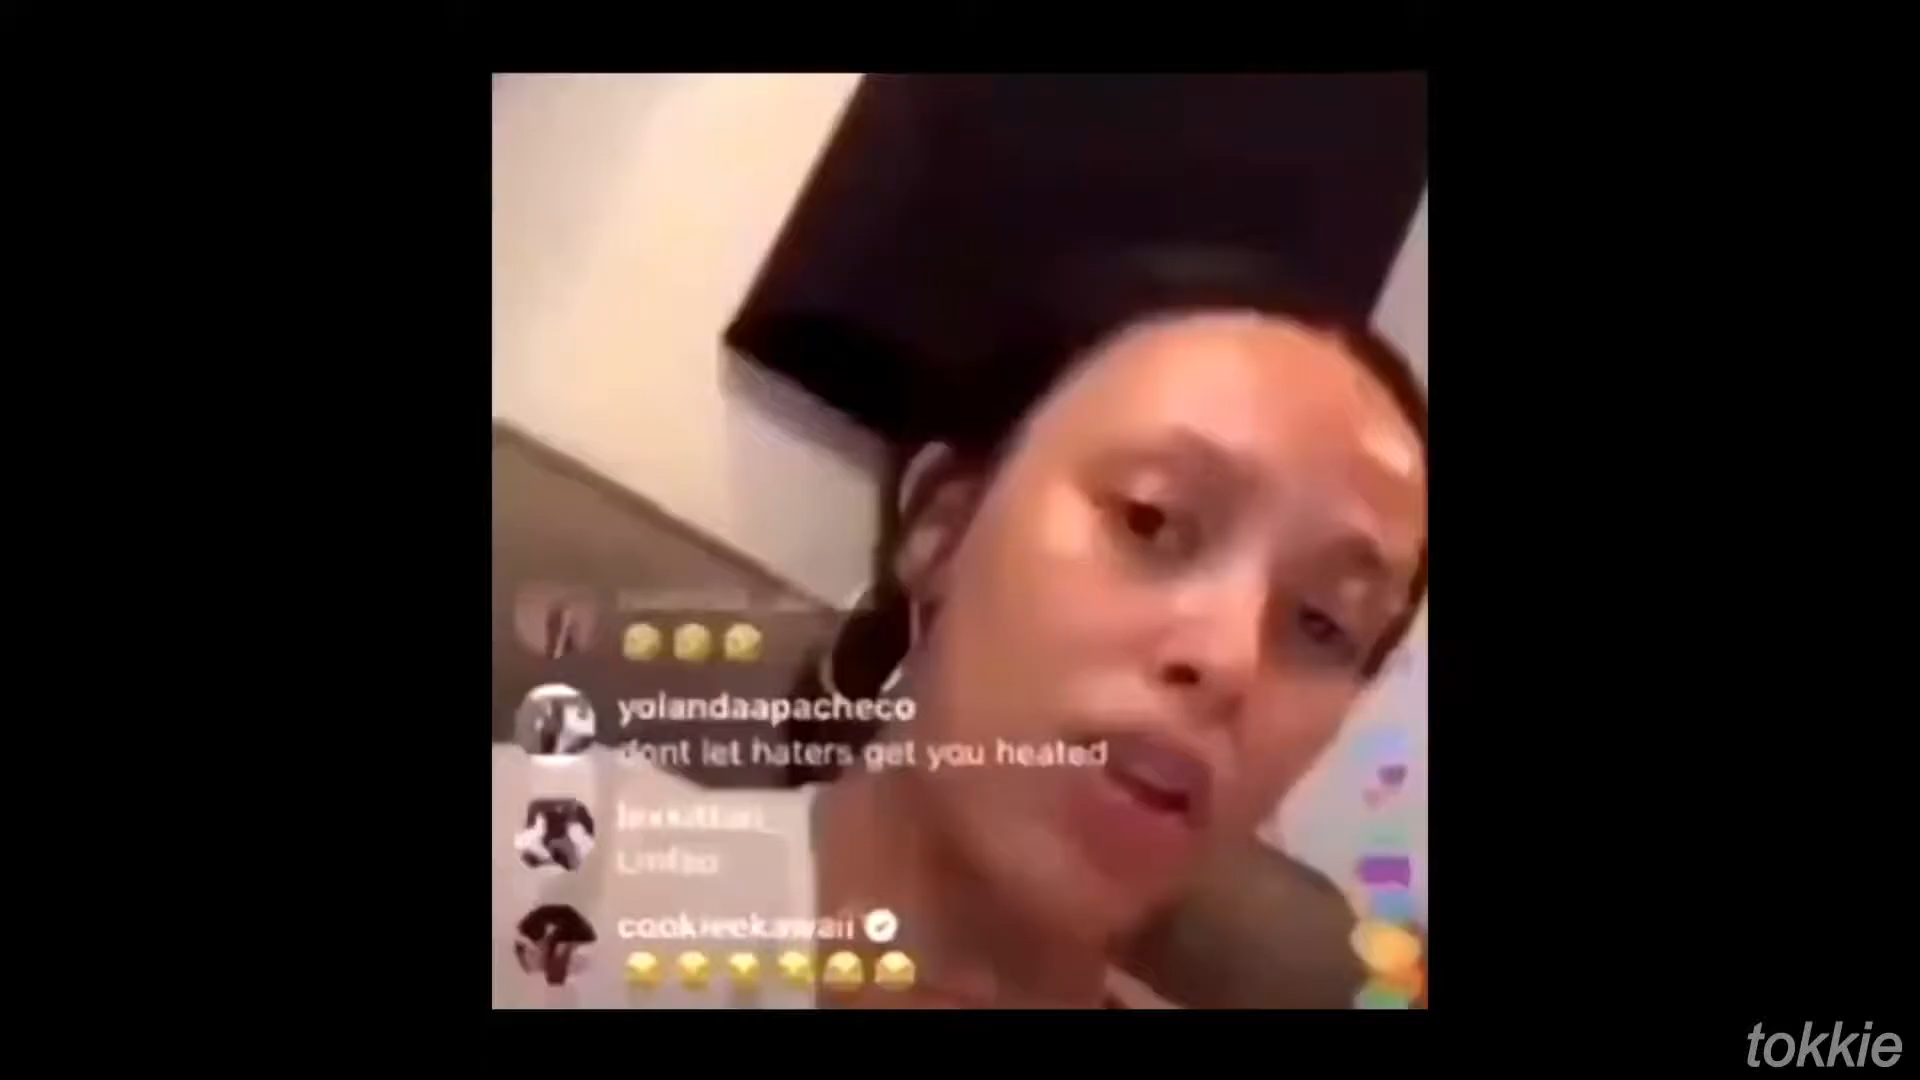 yolandaapacheco
dont let haters get you heated
Lmfao
cookieekawaii
tokkie